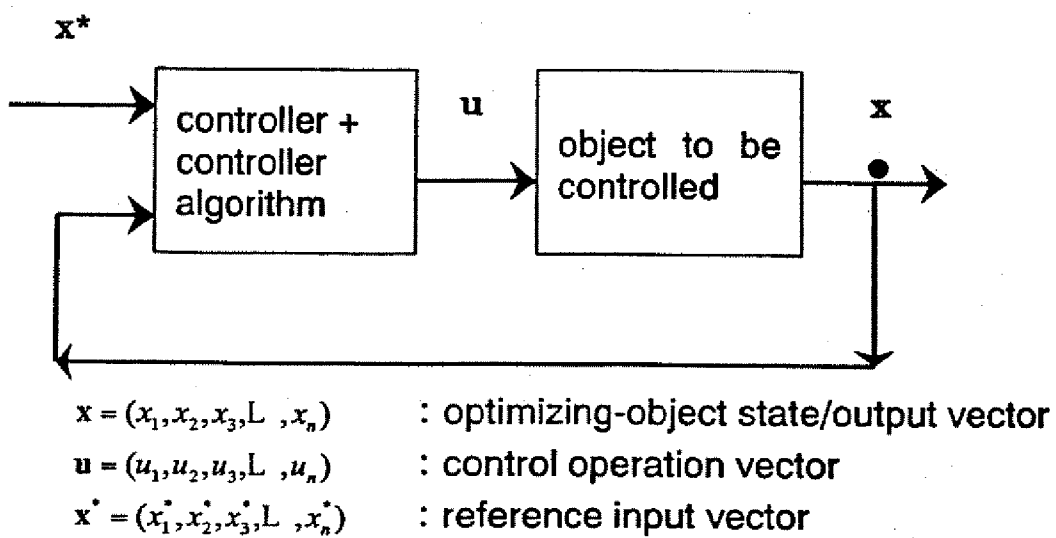 x*
controller +
controller
algorithm
u
object to be
controlled
x
x = (x₁,x₂,x₃,L ,xₙ) : optimizing-object state/output vector
u = (u₁,u₂,u₃,L ,uₙ) : control operation vector
x* = (x₁*,x₂*,x₃*,L ,xₙ*) : reference input vector